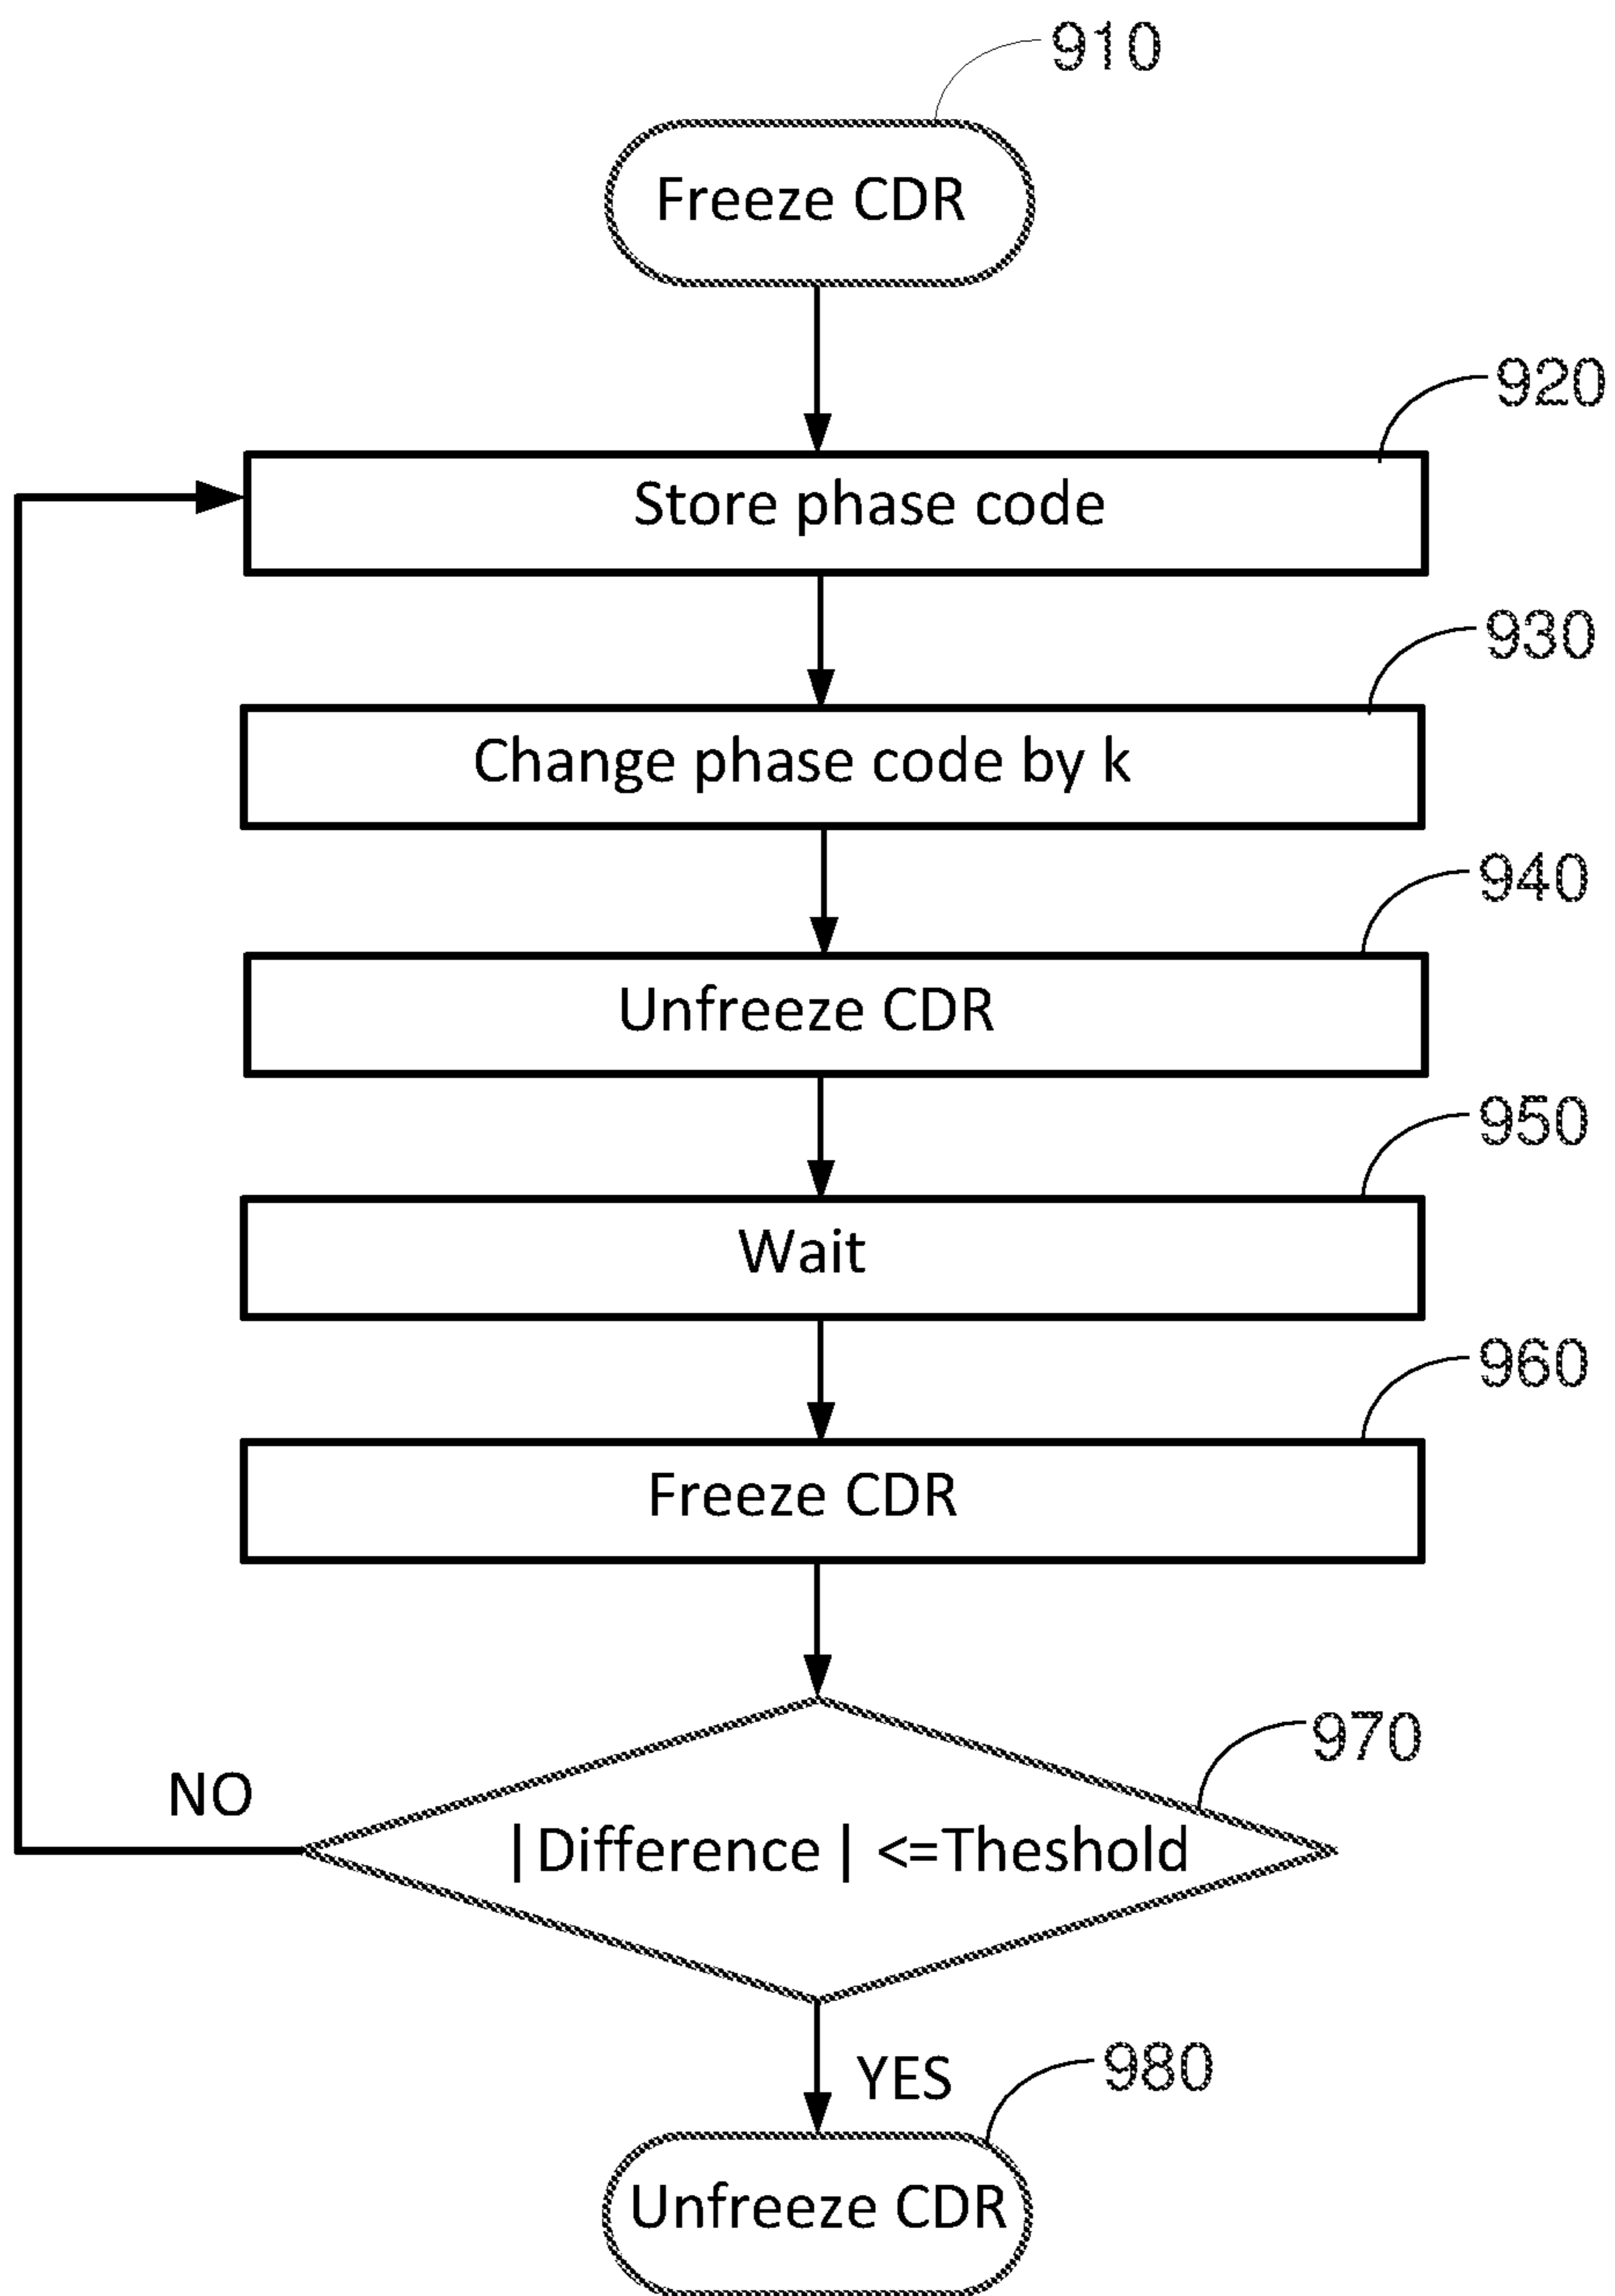 910
Freeze CDR
920
Store phase code
930
Change phase code by k
940
Unfreeze CDR
950
Wait
960
Freeze CDR
970
NO
|Difference| <=Theshold
YES
980
Unfreeze CDR